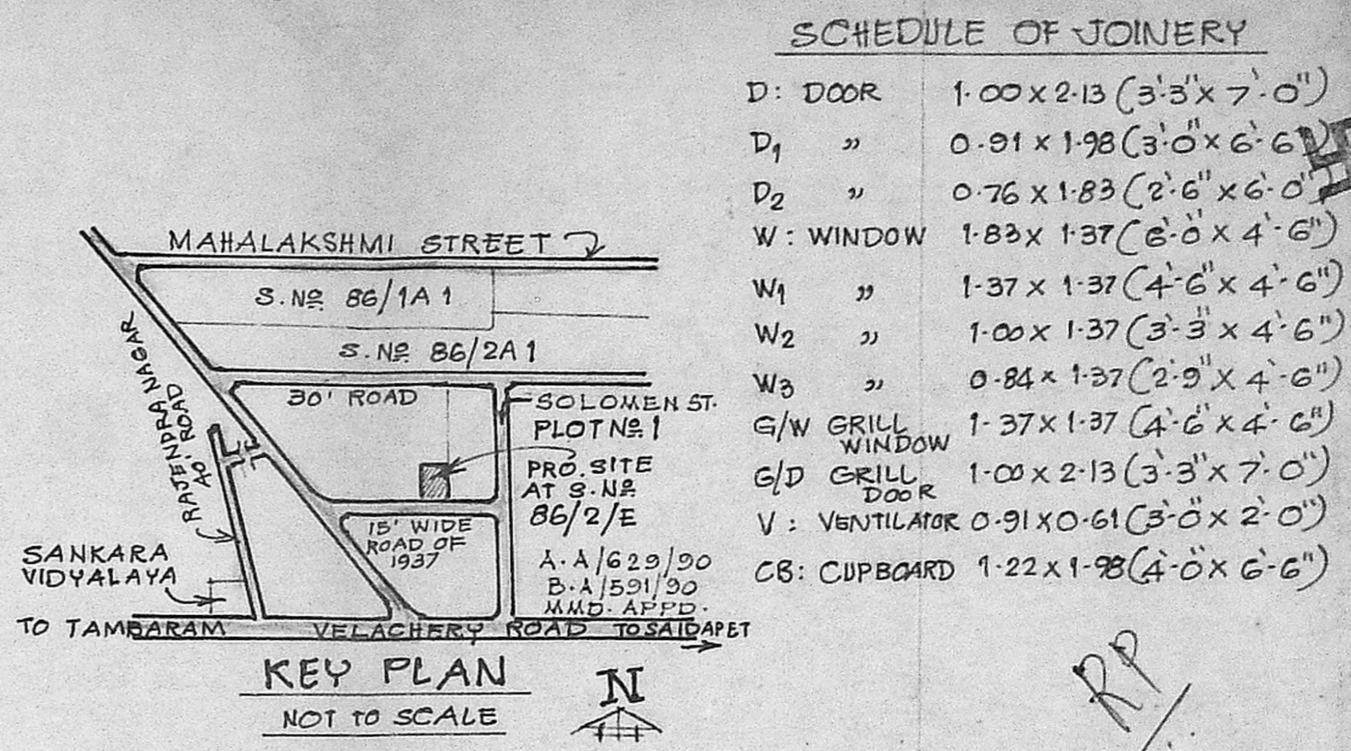 SCHEDULE OF JOINERY
D: DOOR 1.00 x 2.13 (3'-3" x 7'-0")
D1 " 0.91 x 1.98 (3'-0" x 6'-6")
D2 " 0.76 x 1.83 (2'-6" x 6'-0")
W: WINDOW 1.83 x 1.37 (6'-0" x 4'-6")
W1 " 1.37 x 1.37 (4'-6" x 4'-6")
W2 " 1.00 x 1.37 (3'-3" x 4'-6")
W3 " 0.84 x 1.37 (2'-9" x 4'-6")
G/W GRILL WINDOW 1.37 x 1.37 (4'-6" x 4'-6")
G/D GRILL DOOR 1.00 x 2.13 (3'-3" x 7'-0")
V: VENTILATOR 0.91 x 0.61 (3'-0" x 2'-0")
CB: CUPBOARD 1.22 x 1.98 (4'-0" x 6'-6")
MAHALAKSHMI STREET
S.No 86/1A1
S.No 86/2A1
RAJENDRA NAGAR
40' ROAD
30' ROAD
SOLOMEN ST.
PLOT No 1
PRO. SITE
AT S.No
86/2/E
15' WIDE
ROAD OF
1937
A.A/629/90
B.A/591/90
MMD. APPD.
SANKARA
VIDYALAYA
TO TAMBARAM VELACHERY ROAD TO SAIDAPET
KEY PLAN
NOT TO SCALE
N
RP